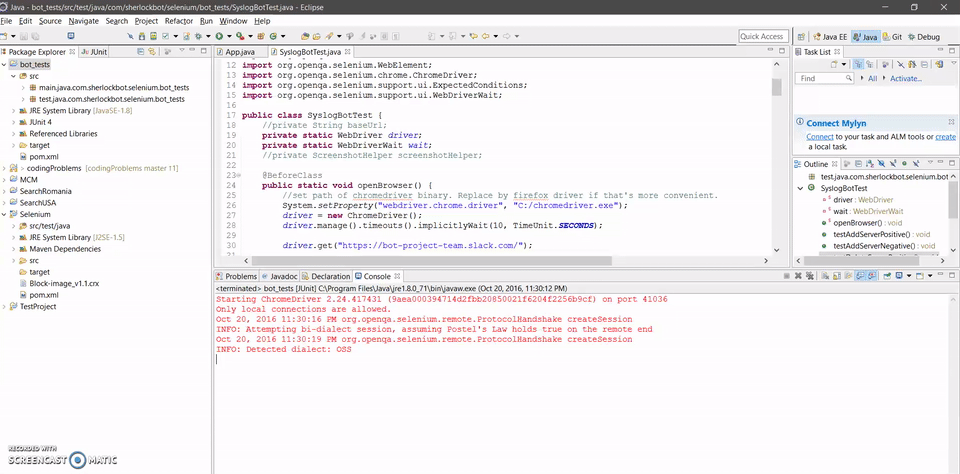 Java - bot_tests/src/test/java/com/sherlockbot/selenium/bot_tests/SyslogBotTest.java - Eclipse
File Edit Source Navigate Search Project Refactor Run Window Help
Quick Access
Java EE Java Git Debug
Package Explorer JUnit
bot_tests
src
main.java.com.sherlockbot.selenium.bot_tests
test.java.com.sherlockbot.selenium.bot_tests
JRE System Library [JavaSE-1.8]
JUnit 4
Referenced Libraries
target
pom.xml
> codingProblems [codingProblems master 11]
MCM
SearchRomania
SearchUSA
Selenium
src/test/java
JRE System Library [J2SE-1.5]
Maven Dependencies
src
target
Block-image_v1.1.crx
pom.xml
TestProject
App.java SyslogBotTest.java
12 import org.openqa.selenium.WebElement;
13 import org.openqa.selenium.chrome.ChromeDriver;
14 import org.openqa.selenium.support.ui.ExpectedConditions;
15 import org.openqa.selenium.support.ui.WebDriverWait;
16
17 public class SyslogBotTest {
18 //private String baseUrl;
19 private static WebDriver driver;
20 private static WebDriverWait wait;
21 //private ScreenshotHelper screenshotHelper;
22
23 @BeforeClass
24 public static void openBrowser() {
25 //set path of chromedriver binary. Replace by firefox driver if that's more convenient.
26 System.setProperty("webdriver.chrome.driver", "C:/chromedriver.exe");
27 driver = new ChromeDriver();
28 driver.manage().timeouts().implicitlyWait(10, TimeUnit.SECONDS);
29
30 driver.get("https://bot-project-team.slack.com/");
Task List
Find All Activate...
Connect Mylyn
Connect to your task and ALM tools or create a local task.
Outline
test.java.com.sherlockbot.selenium.bot_tests
SyslogBotTest
driver : WebDriver
wait : WebDriverWait
openBrowser() : void
testAddServerPositive() : void
testAddServerNegative() : void
Problems Javadoc Declaration Console
<terminated> bot_tests [JUnit] C:\Program Files\Java\jre1.8.0_71\bin\javaw.exe (Oct 20, 2016, 11:30:12 PM)
Starting ChromeDriver 2.24.417431 (9aea000394714d2fbb20850021f6204f2256b9cf) on port 41036
Only local connections are allowed.
Oct 20, 2016 11:30:16 PM org.openqa.selenium.remote.ProtocolHandshake createSession
INFO: Attempting bi-dialect session, assuming Postel's Law holds true on the remote end
Oct 20, 2016 11:30:19 PM org.openqa.selenium.remote.ProtocolHandshake createSession
INFO: Detected dialect: OSS
RECORDED WITH
SCREENCAST MATIC